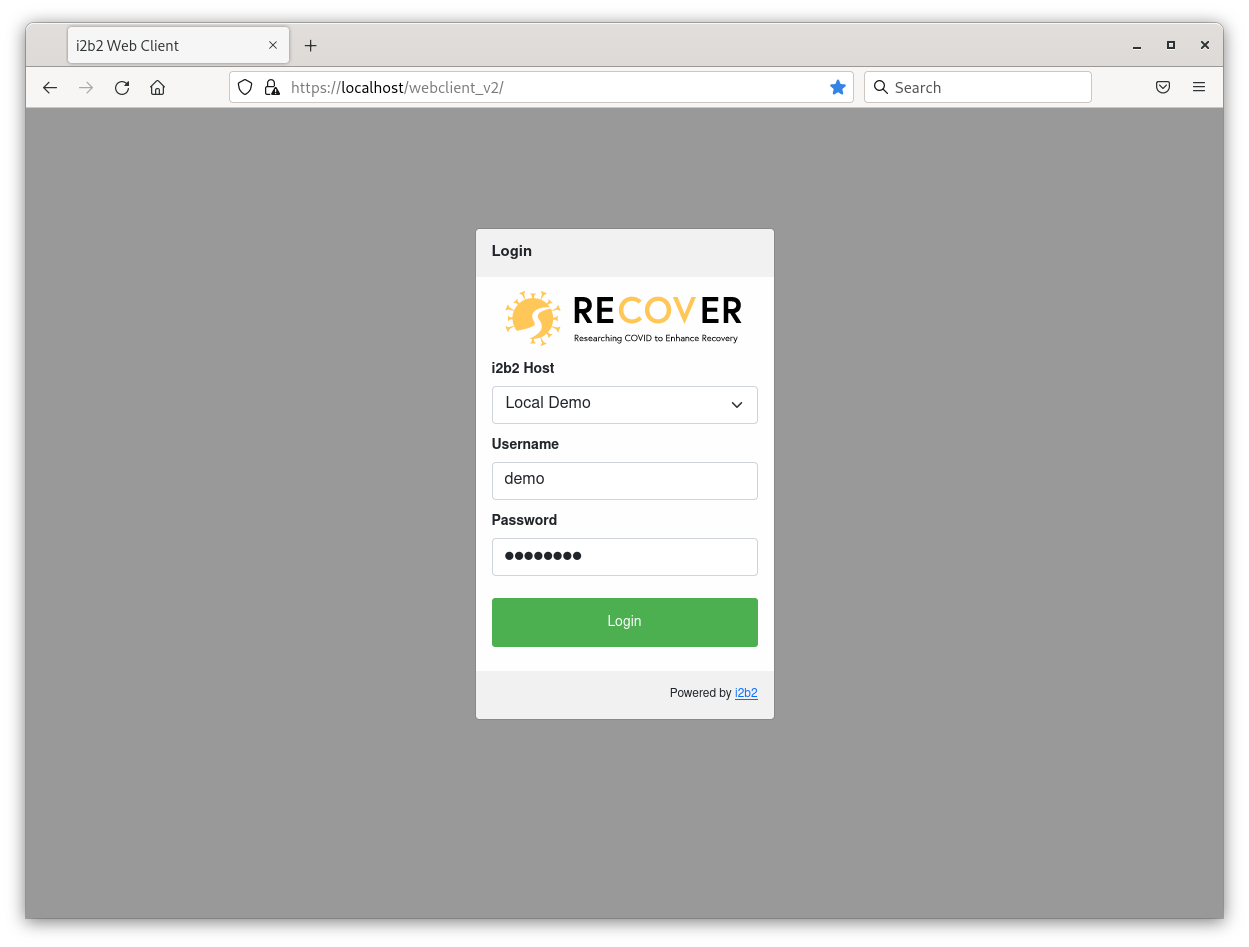 i2b2 Web Client
https://localhost/webclient_v2/
Search
Login
RECOVER
Researching COVID to Enhance Recovery
i2b2 Host
Local Demo
Username
demo
Password
●●●●●●●●
Login
Powered by i2b2